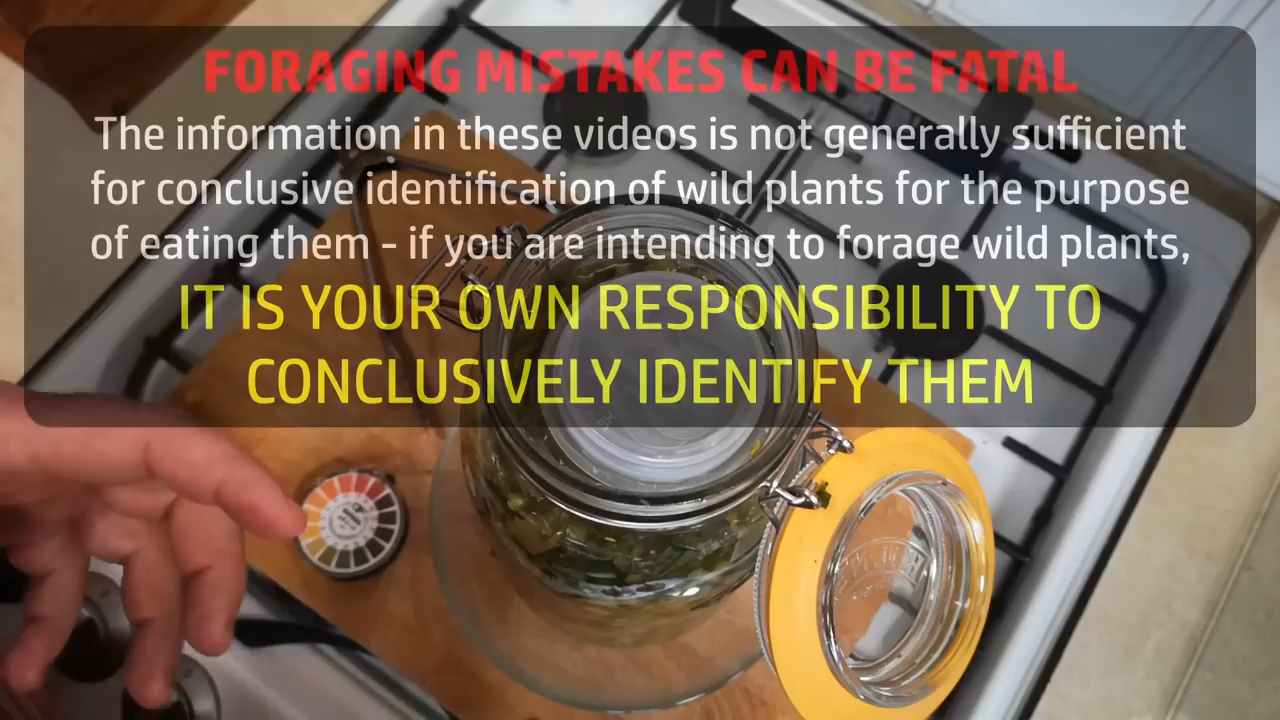 FORAGING MISTAKES CAN BE FATAL
The information in these videos is not generally sufficient
for conclusive identification of wild plants for the purpose
of eating them - if you are intending to forage wild plants,
IT IS YOUR OWN RESPONSIBILITY TO
CONCLUSIVELY IDENTIFY THEM